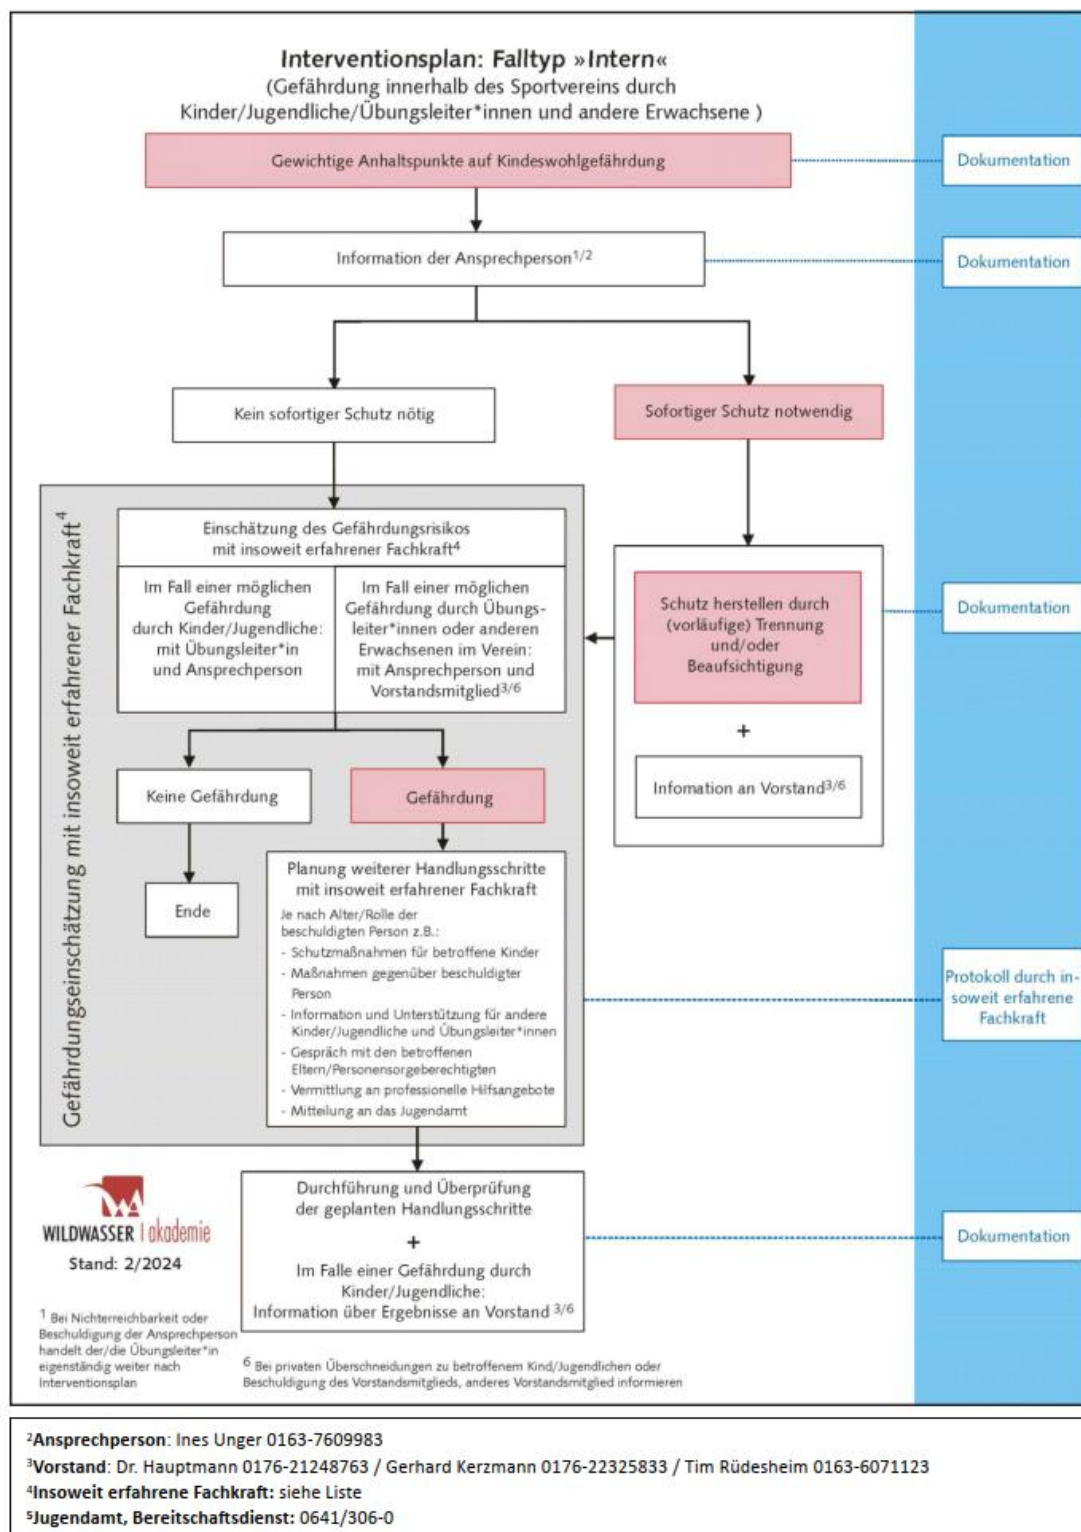 Interventionsplan: Falltyp »Intern«
(Gefährdung innerhalb des Sportvereins durch
Kinder/Jugendliche/Übungsleiter*innen und andere Erwachsene )
Gewichtige Anhaltspunkte auf Kindeswohlgefährdung
Dokumentation
Information der Ansprechperson1/2
Dokumentation
Kein sofortiger Schutz nötig
Sofortiger Schutz notwendig
Gefährdungseinschätzung mit insoweit erfahrener Fachkraft4
Einschätzung des Gefährdungsrisikos
mit insoweit erfahrener Fachkraft4
Im Fall einer möglichen
Gefährdung
durch Kinder/Jugendliche:
mit Übungsleiter*in
und Ansprechperson
Im Fall einer möglichen
Gefährdung durch Übungs-
leiter*innen oder anderen
Erwachsenen im Verein:
mit Ansprechperson und
Vorstandsmitglied3/6
Schutz herstellen durch
(vorläufige) Trennung
und/oder
Beaufsichtigung
+
Infomation an Vorstand3/6
Dokumentation
Keine Gefährdung
Gefährdung
Ende
Planung weiterer Handlungsschritte
mit insoweit erfahrener Fachkraft
Je nach Alter/Rolle der
beschuldigten Person z.B.:
- Schutzmaßnahmen für betroffene Kinder
- Maßnahmen gegenüber beschuldigter
Person
- Information und Unterstützung für andere
Kinder/Jugendliche und Übungsleiter*innen
- Gespräch mit den betroffenen
Eltern/Personensorgeberechtigten
- Vermittlung an professionelle Hilfsangebote
- Mitteilung an das Jugendamt
Protokoll durch in-
soweit erfahrene
Fachkraft
Durchführung und Überprüfung
der geplanten Handlungsschritte
+
Im Falle einer Gefährdung durch
Kinder/Jugendliche:
Information über Ergebnisse an Vorstand 3/6
Dokumentation
WILDWASSER | akademie
Stand: 2/2024
1 Bei Nichterreichbarkeit oder
Beschuldigung der Ansprechperson
handelt der/die Übungsleiter*in
eigenständig weiter nach
Interventionsplan
6 Bei privaten Überschneidungen zu betroffenem Kind/Jugendlichen oder
Beschuldigung des Vorstandsmitglieds, anderes Vorstandsmitglied informieren
2Ansprechperson: Ines Unger 0163-7609983
3Vorstand: Dr. Hauptmann 0176-21248763 / Gerhard Kerzmann 0176-22325833 / Tim Rüdesheim 0163-6071123
4Insoweit erfahrene Fachkraft: siehe Liste
5Jugendamt, Bereitschaftsdienst: 0641/306-0